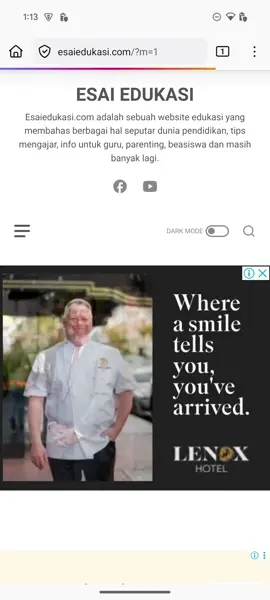 1:13
esaiedukasi.com/?m=1
1
ESAI EDUKASI
Esaiedukasi.com adalah sebuah website edukasi yang
membahas berbagai hal seputar dunia pendidikan, tips
mengajar, info untuk guru, parenting, beasiswa dan masih
banyak lagi.
DARK MODE
Where
a smile
tells
you,
you've
arrived.
LENOX
HOTEL